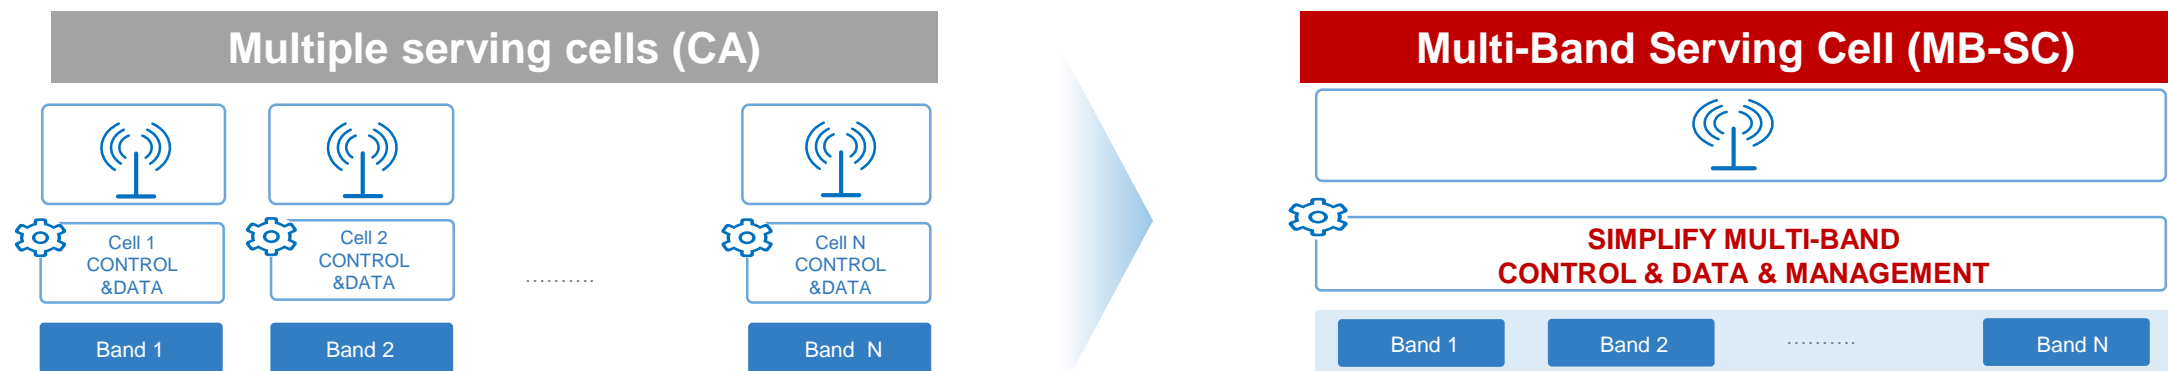 Multiple serving cells (CA)
Cell 1
CONTROL
&DATA
Cell 2
CONTROL
&DATA
..........
Cell N
CONTROL
&DATA
Band 1
Band 2
Band N
Multi-Band Serving Cell (MB-SC)
SIMPLIFY MULTI-BAND
CONTROL & DATA & MANAGEMENT
Band 1
Band 2
..........
Band N